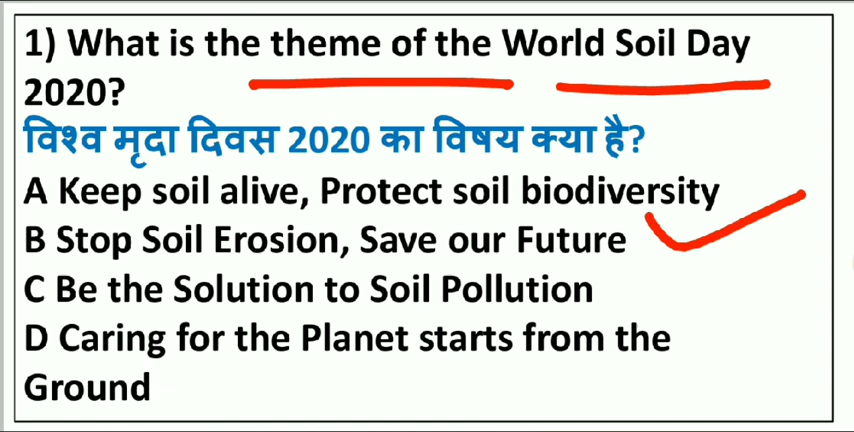 1) What is the theme of the World Soil Day
2020?
विश्व मृदा दिवस 2020 का विषय क्या है?
A Keep soil alive, Protect soil biodiversity
B Stop Soil Erosion, Save our Future
C Be the Solution to Soil Pollution
D Caring for the Planet starts from the
Ground